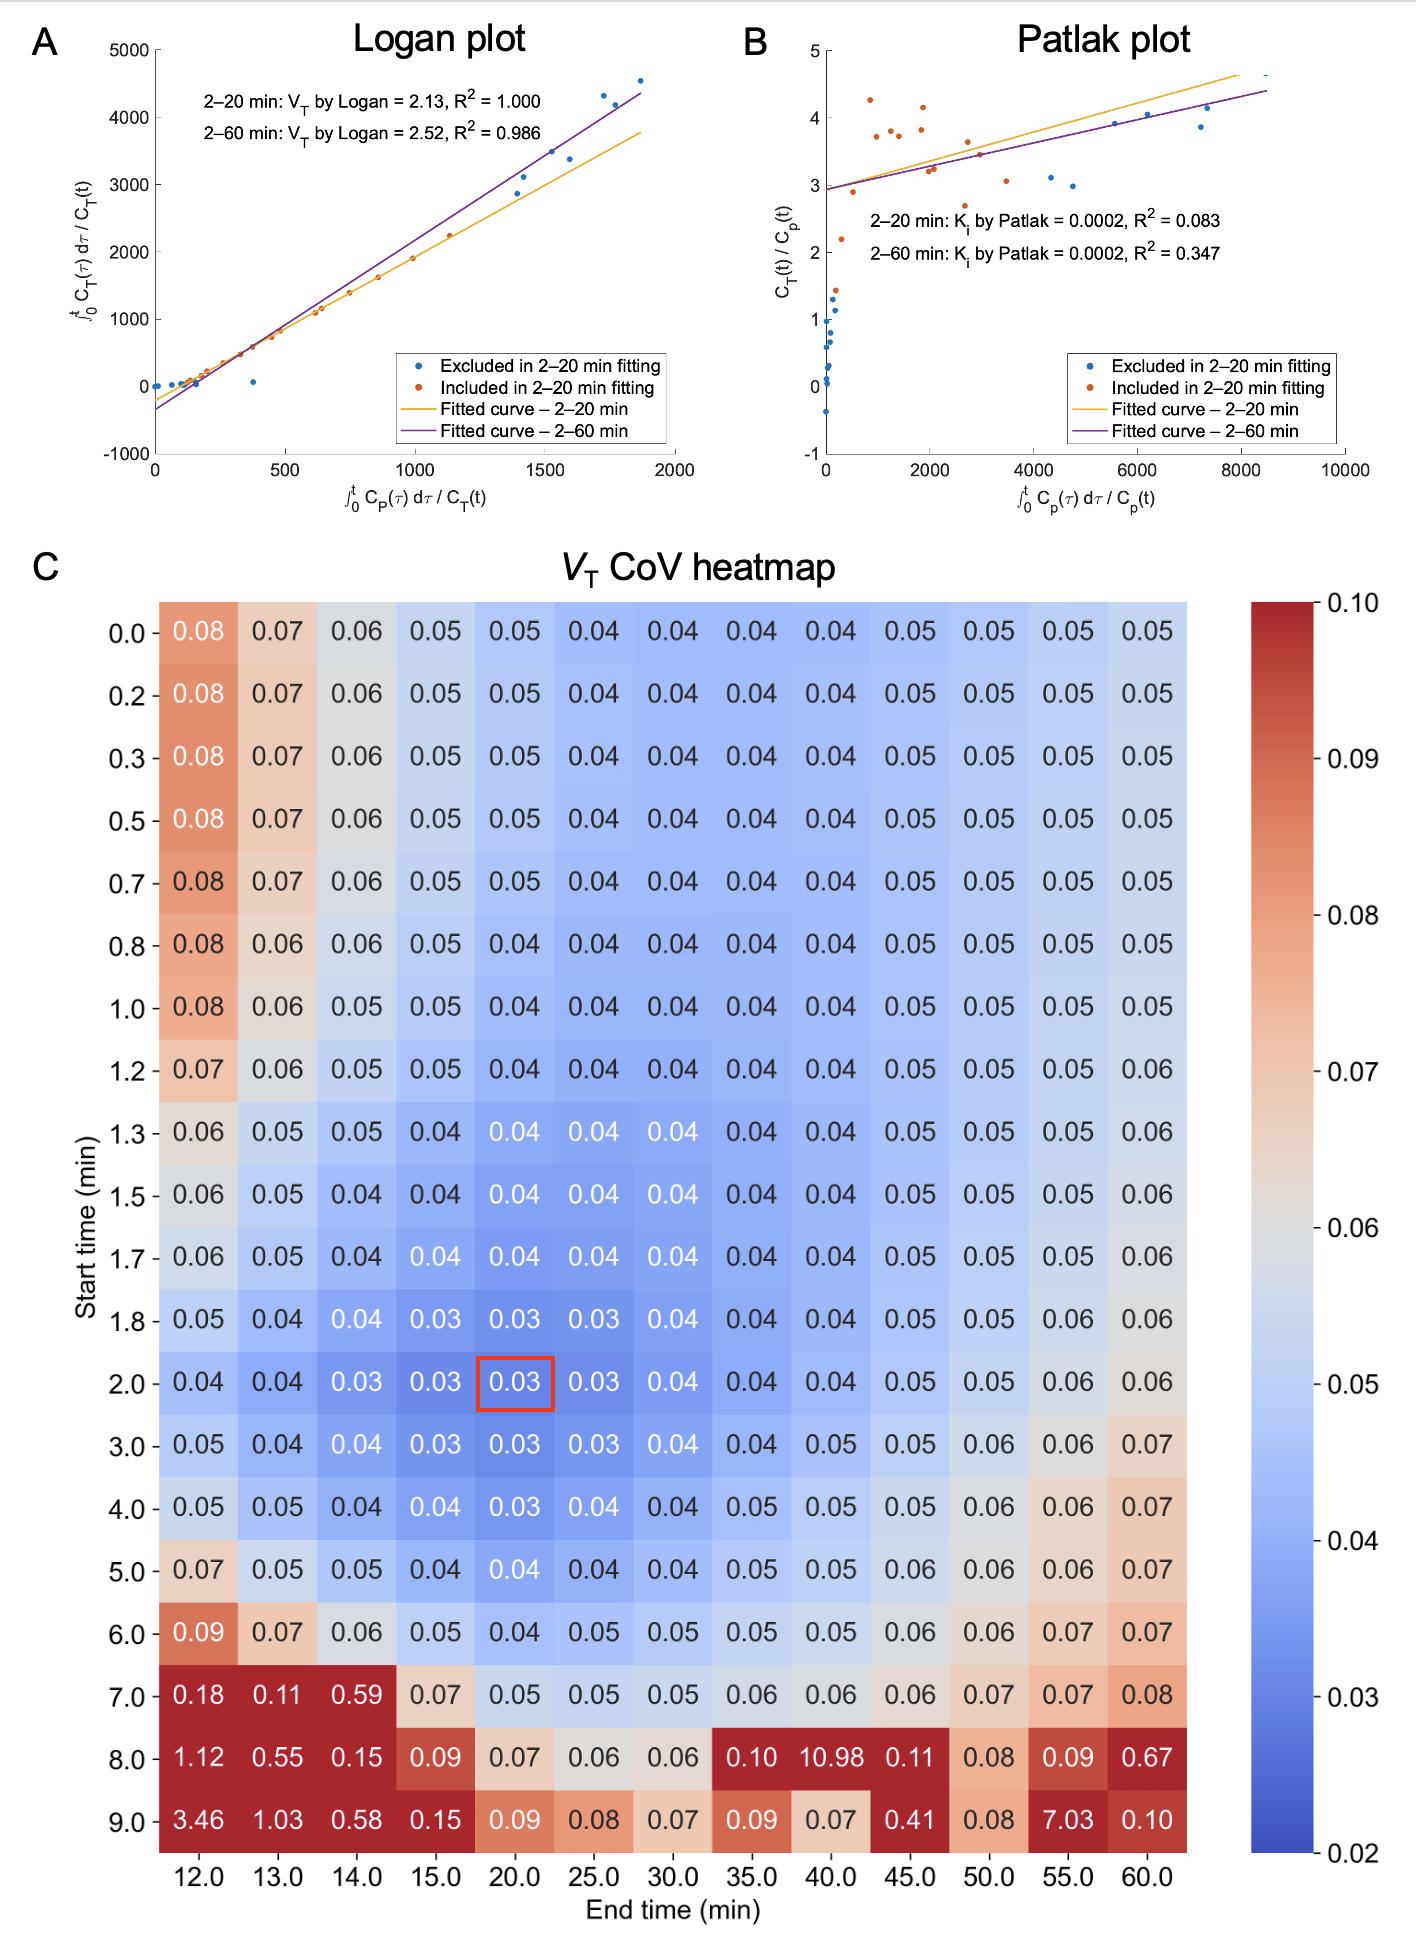 A
Logan plot
5000
4000
3000
2000
1000
0
-1000
0
500
1000
1500
2000
∫₀ᵗ C_T(τ) dτ / C_T(t)
∫₀ᵗ C_P(τ) dτ / C_T(t)
2–20 min: V_T by Logan = 2.13, R² = 1.000
2–60 min: V_T by Logan = 2.52, R² = 0.986
Excluded in 2–20 min fitting
Included in 2–20 min fitting
Fitted curve – 2–20 min
Fitted curve – 2–60 min
B
Patlak plot
5
4
3
2
1
0
-1
0
2000
4000
6000
8000
10000
C_T(t) / C_p(t)
∫₀ᵗ C_p(τ) dτ / C_p(t)
2–20 min: K_i by Patlak = 0.0002, R² = 0.083
2–60 min: K_i by Patlak = 0.0002, R² = 0.347
Excluded in 2–20 min fitting
Included in 2–20 min fitting
Fitted curve – 2–20 min
Fitted curve – 2–60 min
C
V_T CoV heatmap
Start time (min)
0.0 0.08 0.07 0.06 0.05 0.05 0.04 0.04 0.04 0.04 0.05 0.05 0.05 0.05
0.2 0.08 0.07 0.06 0.05 0.05 0.04 0.04 0.04 0.04 0.05 0.05 0.05 0.05
0.3 0.08 0.07 0.06 0.05 0.05 0.04 0.04 0.04 0.04 0.05 0.05 0.05 0.05
0.5 0.08 0.07 0.06 0.05 0.05 0.04 0.04 0.04 0.04 0.05 0.05 0.05 0.05
0.7 0.08 0.07 0.06 0.05 0.05 0.04 0.04 0.04 0.04 0.05 0.05 0.05 0.05
0.8 0.08 0.06 0.06 0.05 0.04 0.04 0.04 0.04 0.04 0.05 0.05 0.05 0.05
1.0 0.08 0.06 0.05 0.05 0.04 0.04 0.04 0.04 0.04 0.05 0.05 0.05 0.05
1.2 0.07 0.06 0.05 0.05 0.04 0.04 0.04 0.04 0.04 0.05 0.05 0.05 0.06
1.3 0.06 0.05 0.05 0.04 0.04 0.04 0.04 0.04 0.04 0.05 0.05 0.05 0.06
1.5 0.06 0.05 0.04 0.04 0.04 0.04 0.04 0.04 0.04 0.05 0.05 0.05 0.06
1.7 0.06 0.05 0.04 0.04 0.04 0.04 0.04 0.04 0.04 0.05 0.05 0.05 0.06
1.8 0.05 0.04 0.04 0.03 0.03 0.03 0.04 0.04 0.04 0.05 0.05 0.06 0.06
2.0 0.04 0.04 0.03 0.03 0.03 0.03 0.04 0.04 0.04 0.05 0.05 0.06 0.06
3.0 0.05 0.04 0.04 0.03 0.03 0.03 0.04 0.04 0.05 0.05 0.06 0.06 0.07
4.0 0.05 0.05 0.04 0.04 0.03 0.04 0.04 0.05 0.05 0.05 0.06 0.06 0.07
5.0 0.07 0.05 0.05 0.04 0.04 0.04 0.04 0.05 0.05 0.06 0.06 0.06 0.07
6.0 0.09 0.07 0.06 0.05 0.04 0.05 0.05 0.05 0.05 0.06 0.06 0.07 0.07
7.0 0.18 0.11 0.59 0.07 0.05 0.05 0.05 0.06 0.06 0.06 0.07 0.07 0.08
8.0 1.12 0.55 0.15 0.09 0.07 0.06 0.06 0.10 10.98 0.11 0.08 0.09 0.67
9.0 3.46 1.03 0.58 0.15 0.09 0.08 0.07 0.09 0.07 0.41 0.08 7.03 0.10
12.0 13.0 14.0 15.0 20.0 25.0 30.0 35.0 40.0 45.0 50.0 55.0 60.0
End time (min)
0.10
0.09
0.08
0.07
0.06
0.05
0.04
0.03
0.02